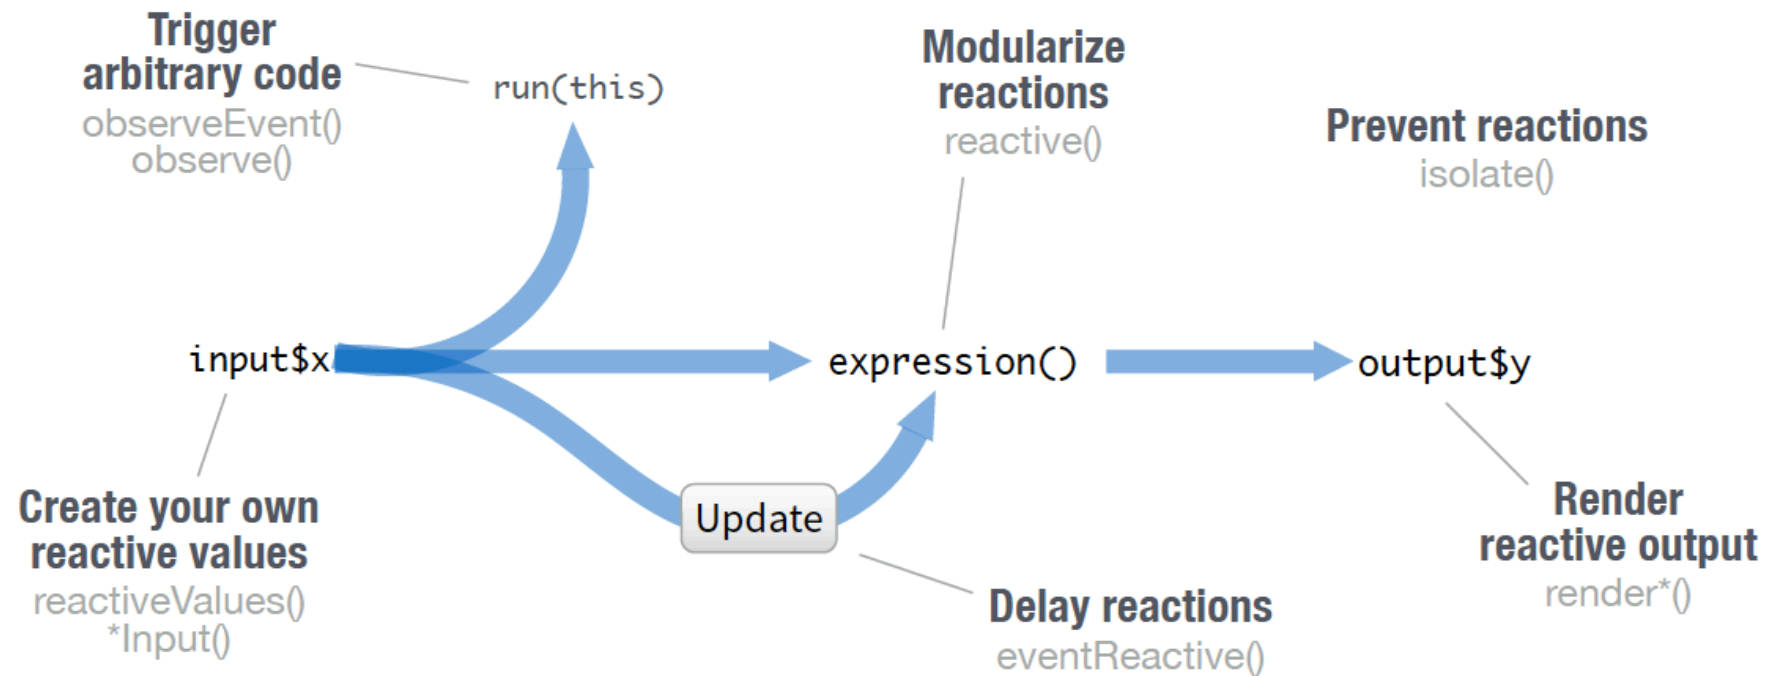 Trigger
arbitrary code
observeEvent()
observe()
run(this)
Modularize
reactions
reactive()
Prevent reactions
isolate()
input$x
expression()
output$y
Update
Create your own
reactive values
reactiveValues()
*Input()
Delay reactions
eventReactive()
Render
reactive output
render*()